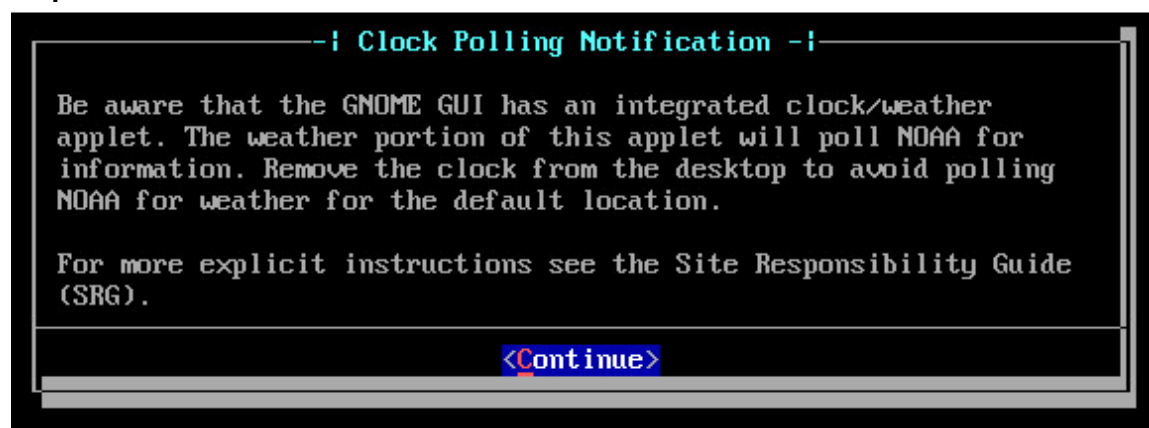 -| Clock Polling Notification -|
Be aware that the GNOME GUI has an integrated clock/weather
applet. The weather portion of this applet will poll NOAA for
information. Remove the clock from the desktop to avoid polling
NOAA for weather for the default location.
For more explicit instructions see the Site Responsibility Guide
(SRG).
<Continue>